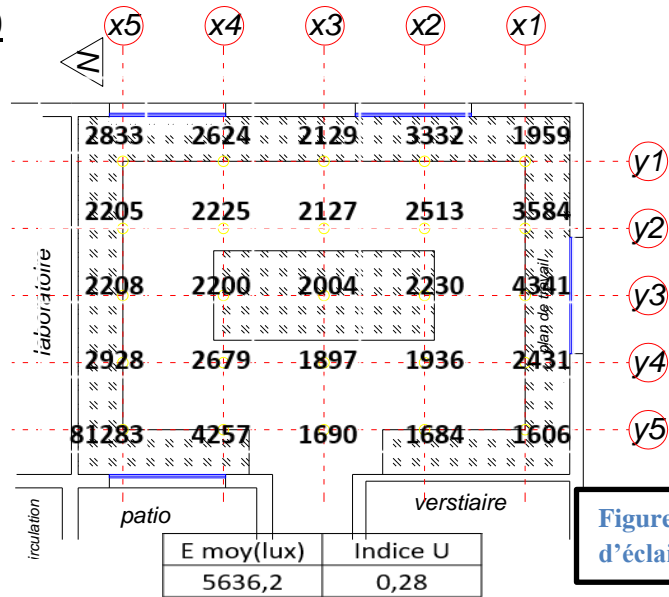 x5 x4 x3 x2 x1
N
2833 2624 2129 3332 1959
y1
2205 2225 2127 2513 3584
y2
laboratoire
2208 2200 2004 2230 4341
plan de travail
y3
2928 2679 1897 1936 2431
y4
81283 4257 1690 1684 1606
y5
irculation
patio
verstiaire
Figure
d'éclai
E moy(lux) Indice U
5636,2 0,28